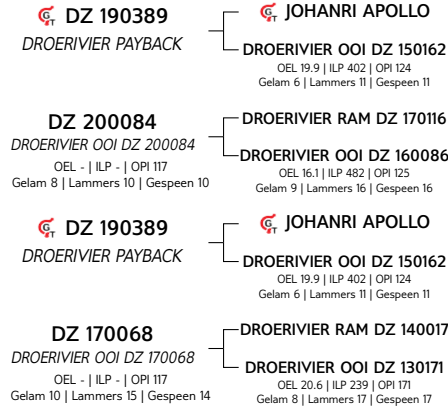 GT DZ 190389
DROERIVIER PAYBACK
GT JOHANRI APOLLO
DROERIVIER OOI DZ 150162
OEL 19.9 | ILP 402 | OPI 124
Gelam 6 | Lammers 11 | Gespeen 11
DZ 200084
DROERIVIER OOI DZ 200084
OEL - | ILP - | OPI 117
Gelam 8 | Lammers 10 | Gespeen 10
DROERIVIER RAM DZ 170116
DROERIVIER OOI DZ 160086
OEL 16.1 | ILP 482 | OPI 125
Gelam 9 | Lammers 16 | Gespeen 16
GT DZ 190389
DROERIVIER PAYBACK
GT JOHANRI APOLLO
DROERIVIER OOI DZ 150162
OEL 19.9 | ILP 402 | OPI 124
Gelam 6 | Lammers 11 | Gespeen 11
DZ 170068
DROERIVIER OOI DZ 170068
OEL - | ILP - | OPI 117
Gelam 10 | Lammers 15 | Gespeen 14
DROERIVIER RAM DZ 140017
DROERIVIER OOI DZ 130171
OEL 20.6 | ILP 239 | OPI 171
Gelam 8 | Lammers 17 | Gespeen 17